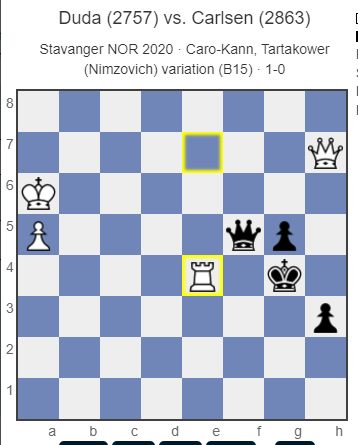 Duda (2757) vs. Carlsen (2863)
Stavanger NOR 2020 · Caro-Kann, Tartakower
(Nimzovich) variation (B15) · 1-0
8
7
6
5
4
3
2
1
a b c d e f g h